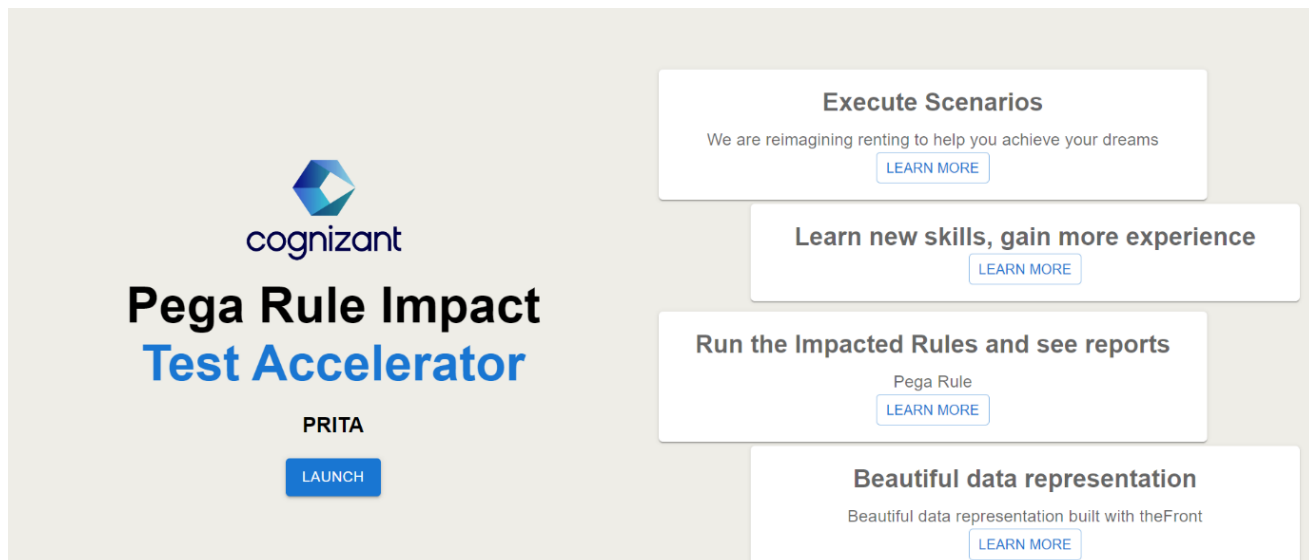 cognizant
Pega Rule Impact
Test Accelerator
PRITA
LAUNCH
Execute Scenarios
We are reimagining renting to help you achieve your dreams
LEARN MORE
Learn new skills, gain more experience
LEARN MORE
Run the Impacted Rules and see reports
Pega Rule
LEARN MORE
Beautiful data representation
Beautiful data representation built with theFront
LEARN MORE